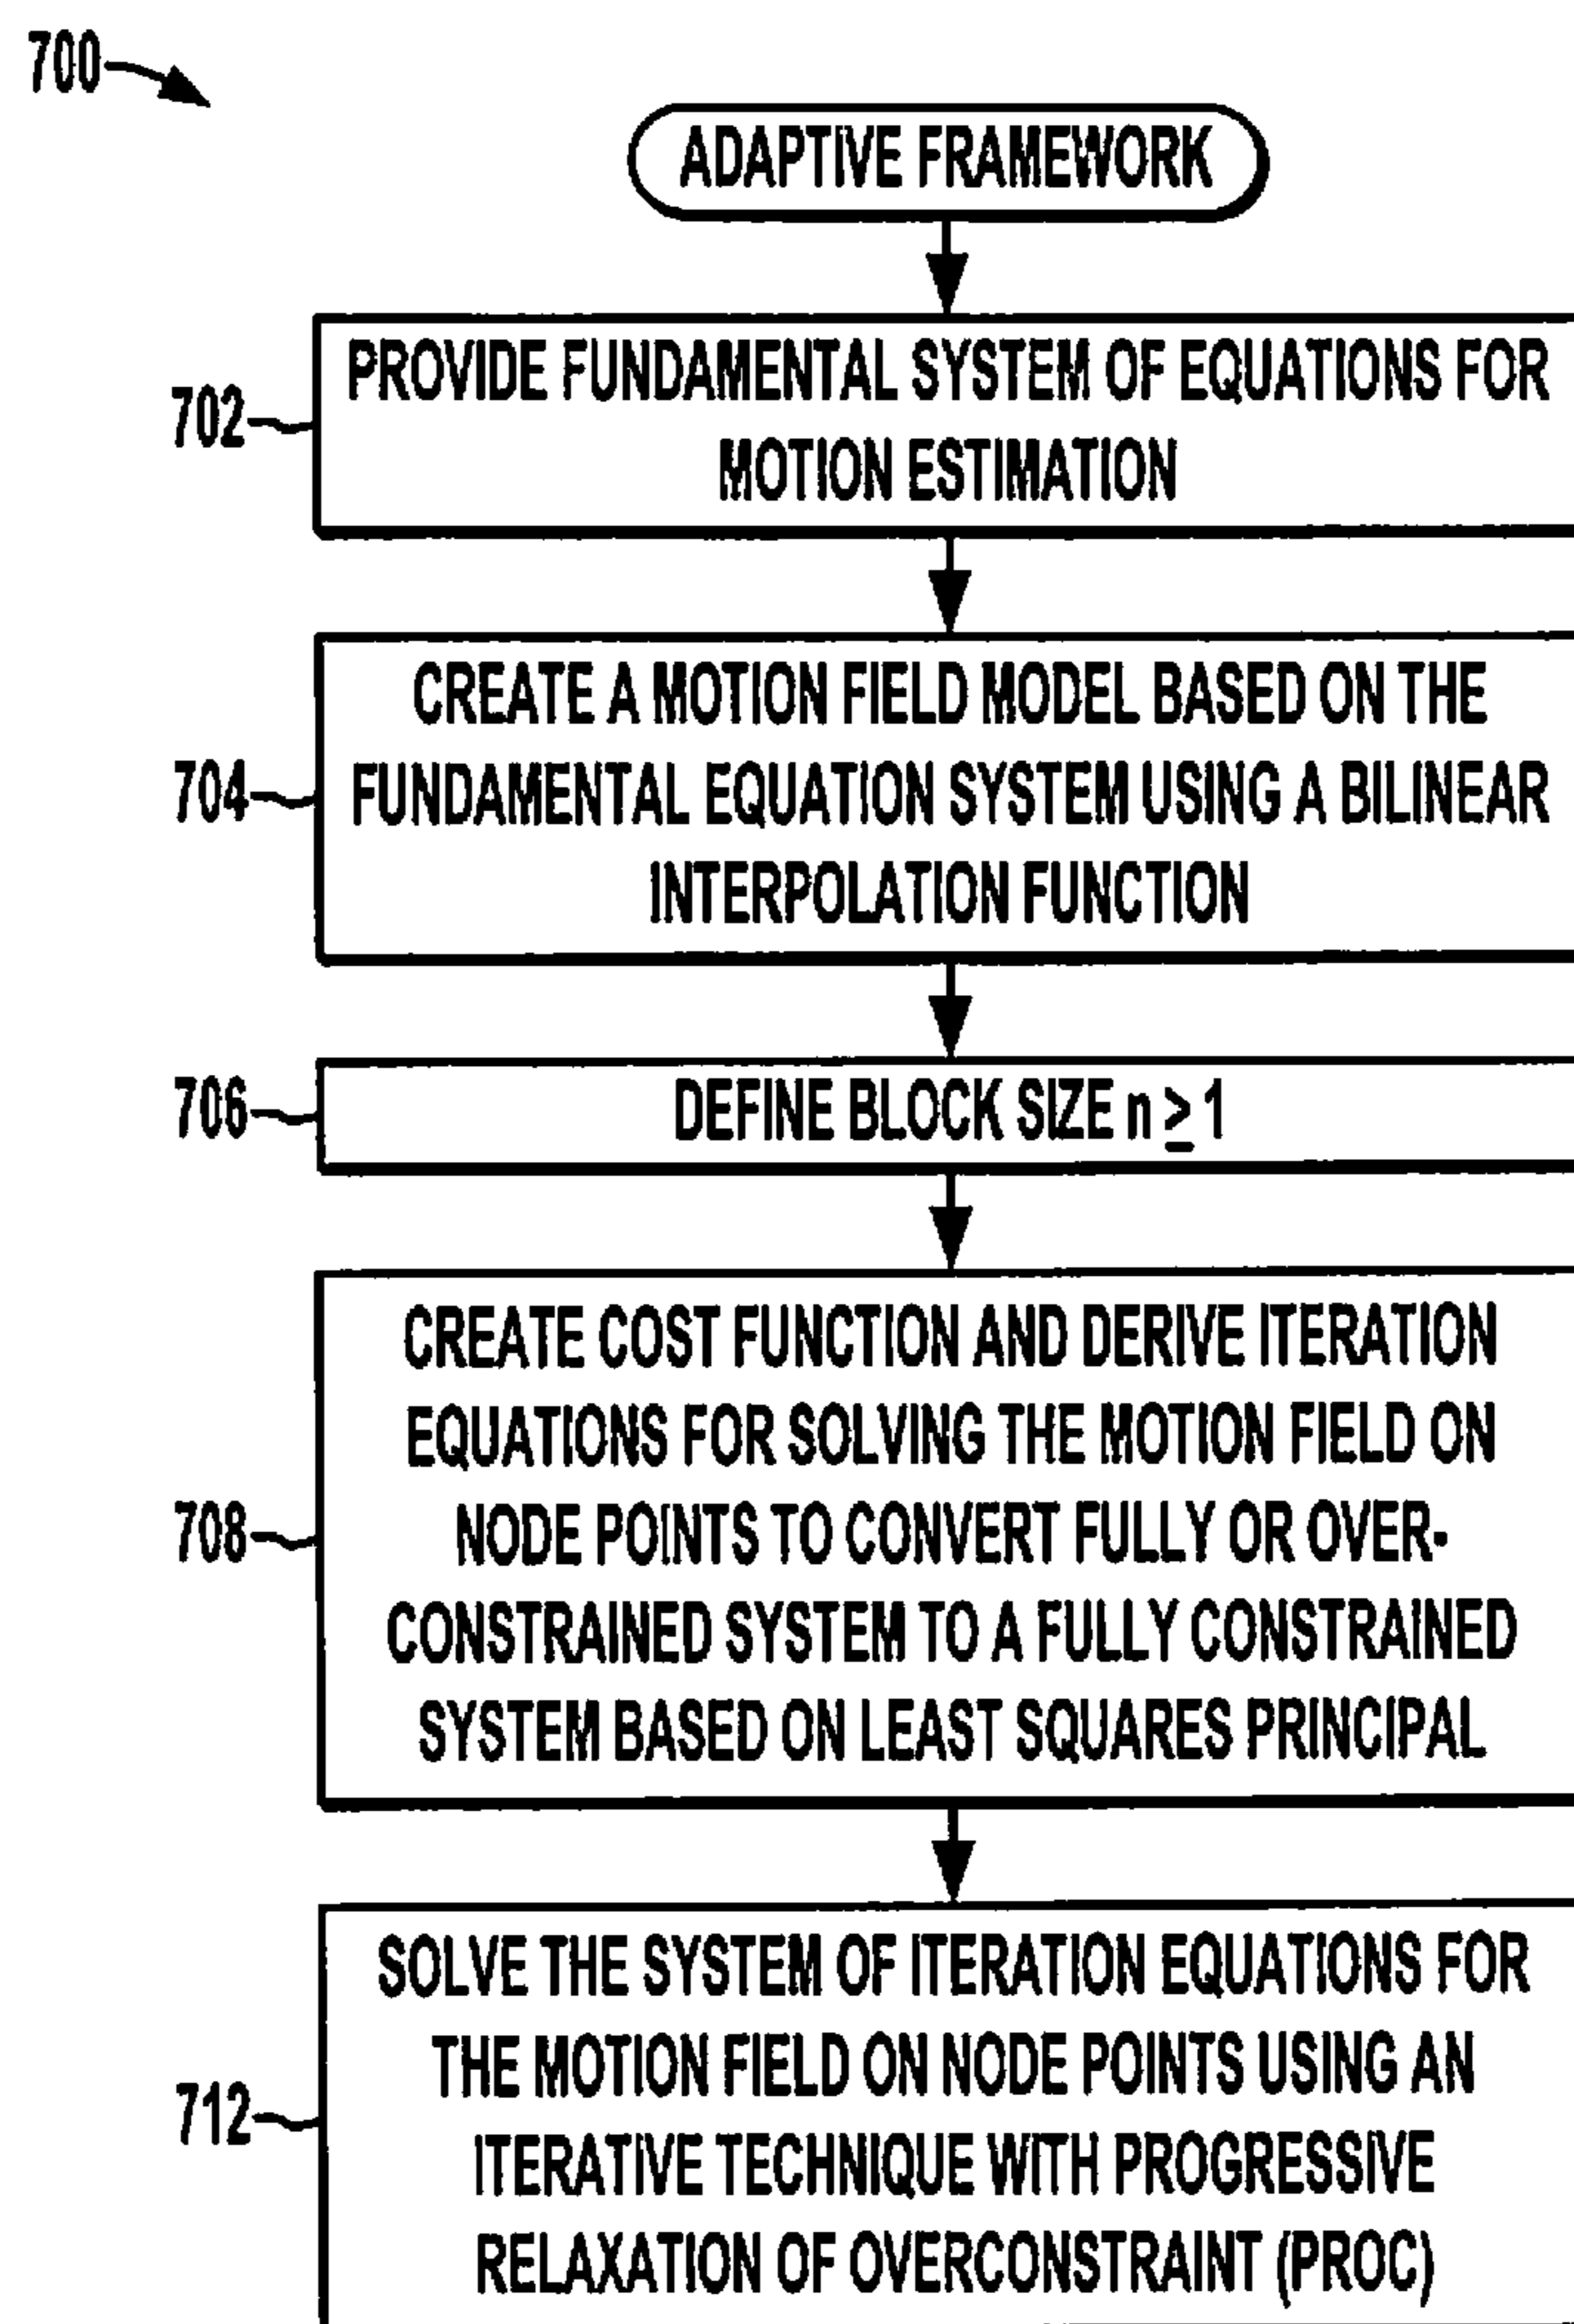 700
ADAPTIVE FRAMEWORK
702
PROVIDE FUNDAMENTAL SYSTEM OF EQUATIONS FOR
MOTION ESTIMATION
704
CREATE A MOTION FIELD MODEL BASED ON THE
FUNDAMENTAL EQUATION SYSTEM USING A BILINEAR
INTERPOLATION FUNCTION
706
DEFINE BLOCK SIZE n ≥ 1
708
CREATE COST FUNCTION AND DERIVE ITERATION
EQUATIONS FOR SOLVING THE MOTION FIELD ON
NODE POINTS TO CONVERT FULLY OR OVER-
CONSTRAINED SYSTEM TO A FULLY CONSTRAINED
SYSTEM BASED ON LEAST SQUARES PRINCIPAL
712
SOLVE THE SYSTEM OF ITERATION EQUATIONS FOR
THE MOTION FIELD ON NODE POINTS USING AN
ITERATIVE TECHNIQUE WITH PROGRESSIVE
RELAXATION OF OVERCONSTRAINT (PROC)